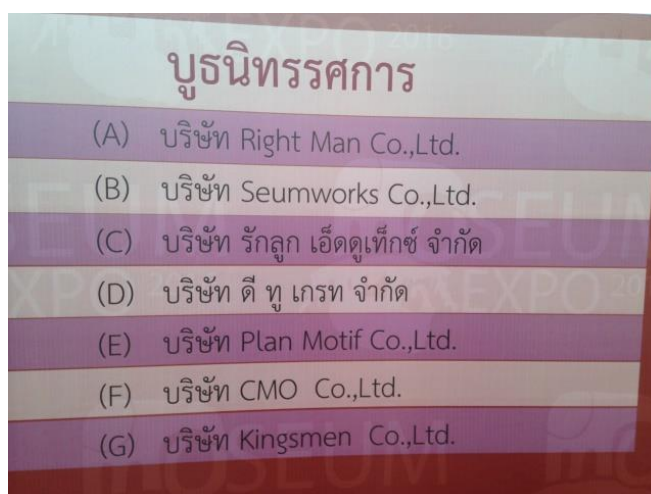 บูธนิทรรศการ
(A) บริษัท Right Man Co.,Ltd.
(B) บริษัท Seumworks Co.,Ltd.
(C) บริษัท รักลูก เอ็ดดูเท็กซ์ จำกัด
(D) บริษัท ดี ทู เกรท จำกัด
(E) บริษัท Plan Motif Co.,Ltd.
(F) บริษัท CMO Co.,Ltd.
(G) บริษัท Kingsmen Co.,Ltd.